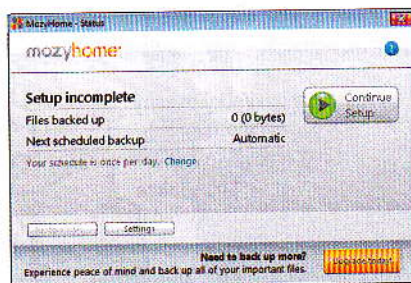 MozyHome - Status
mozyhome
?
Setup incomplete
Continue Setup
Files backed up 0 (0 bytes)
Next scheduled backup Automatic
Your schedule is once per day. Change
Settings
Need to back up more?
Experience peace of mind and back up all of your important files.
Upgrade today!